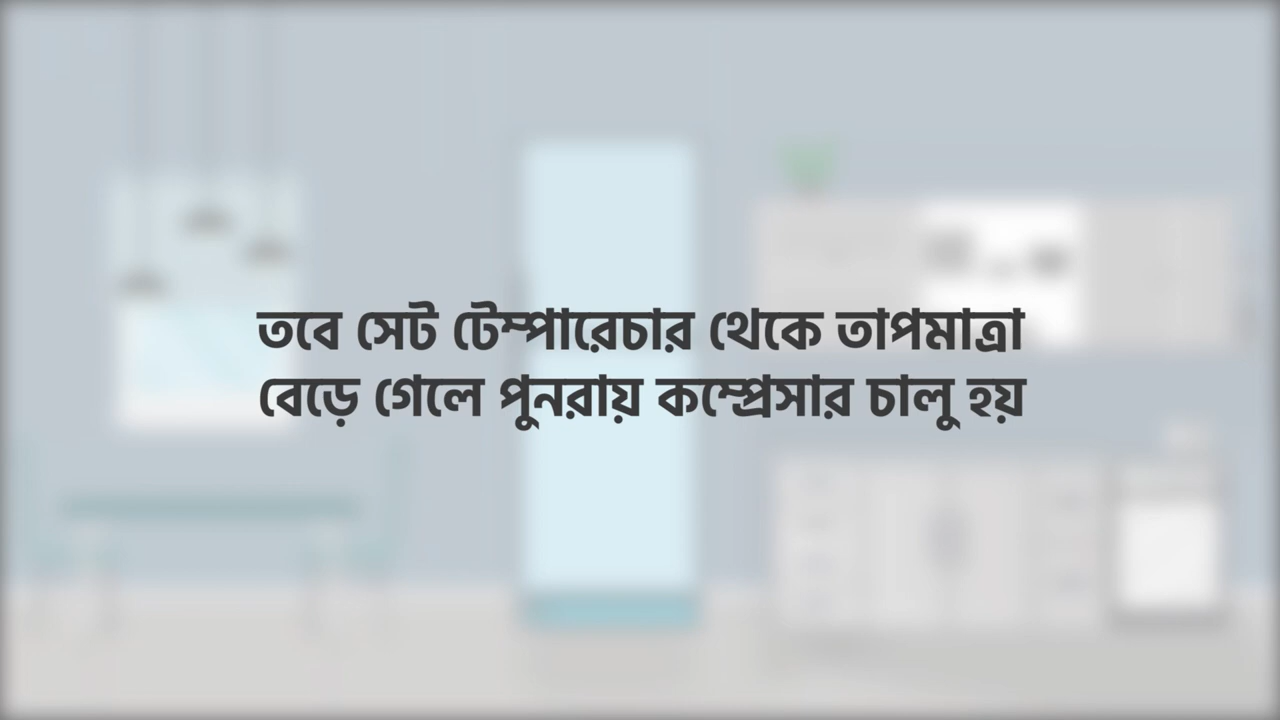 তবে সেট টেম্পারেচার থেকে তাপমাত্রা
বেড়ে গেলে পুনরায় কম্প্রেসার চালু হয়